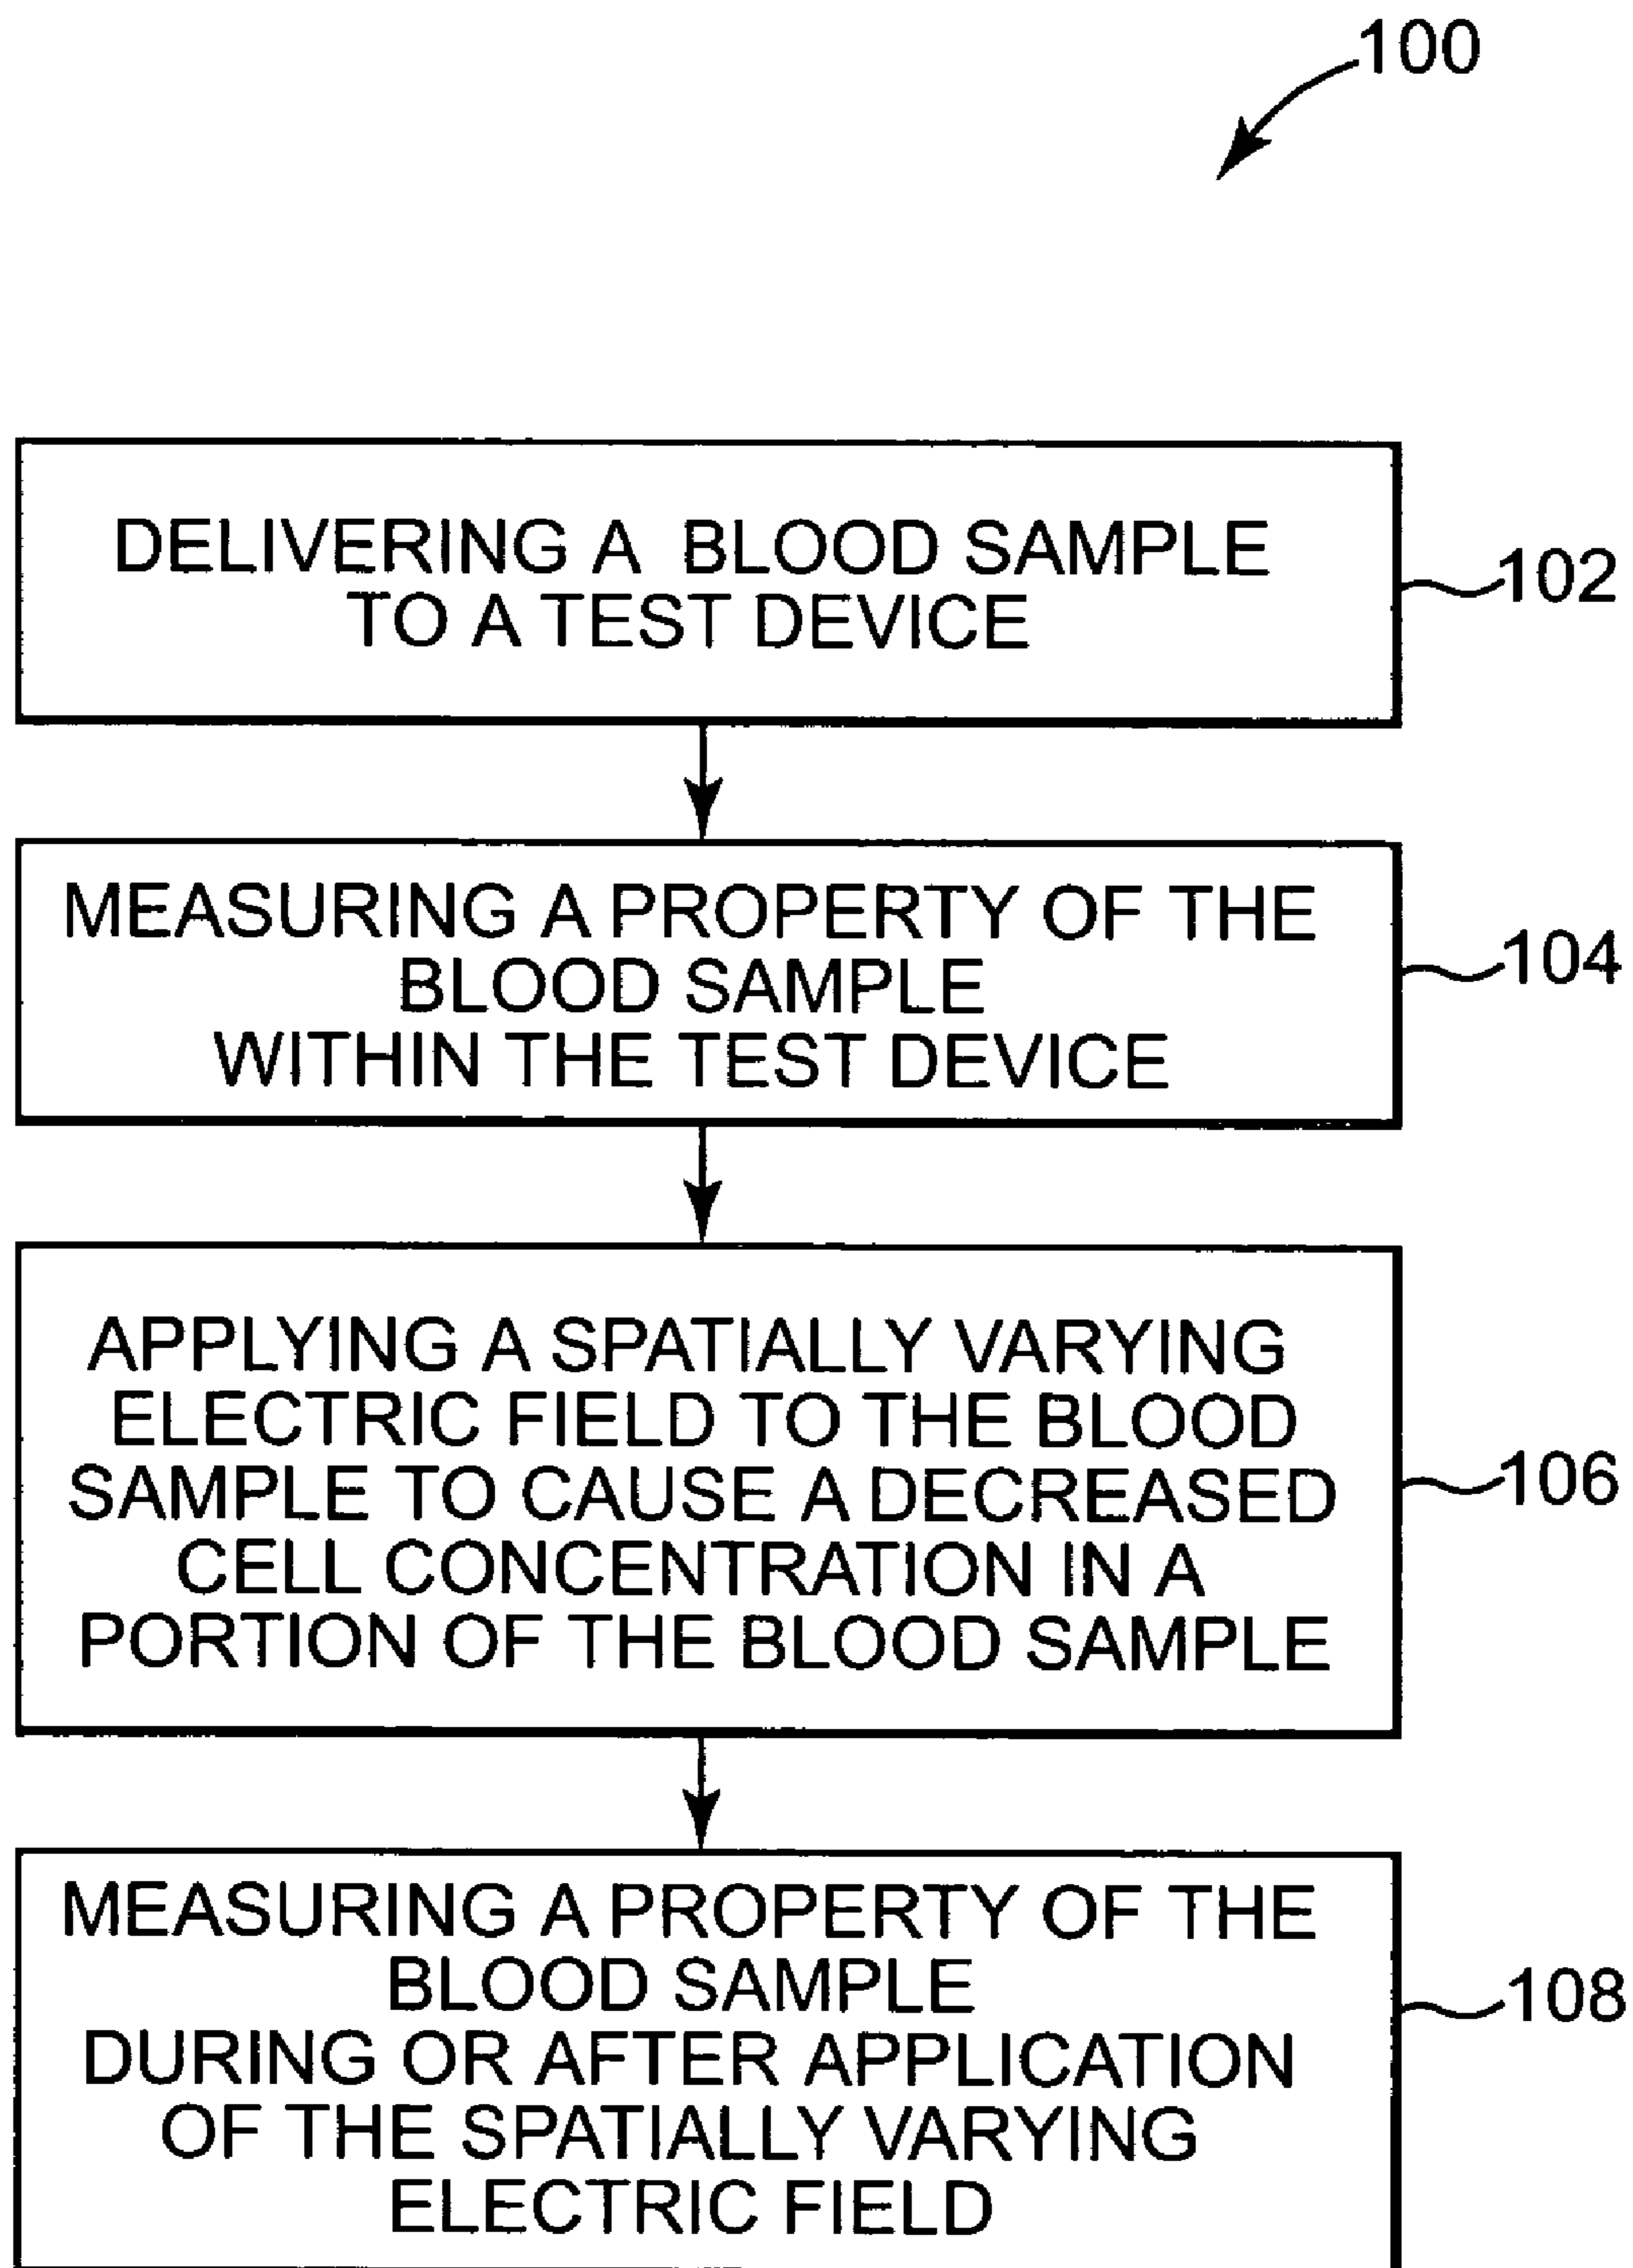 100
DELIVERING A BLOOD SAMPLE
TO A TEST DEVICE
102
MEASURING A PROPERTY OF THE
BLOOD SAMPLE
WITHIN THE TEST DEVICE
104
APPLYING A SPATIALLY VARYING
ELECTRIC FIELD TO THE BLOOD
SAMPLE TO CAUSE A DECREASED
CELL CONCENTRATION IN A
PORTION OF THE BLOOD SAMPLE
106
MEASURING A PROPERTY OF THE
BLOOD SAMPLE
DURING OR AFTER APPLICATION
OF THE SPATIALLY VARYING
ELECTRIC FIELD
108